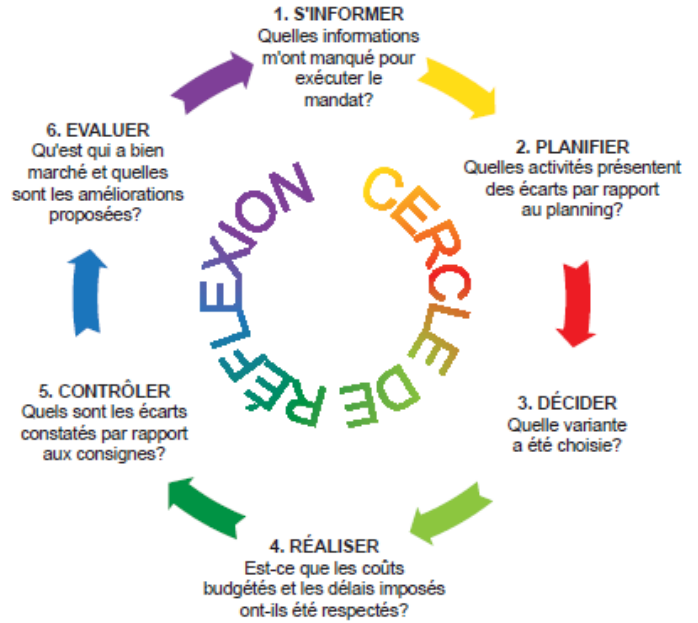 1. S'INFORMER
Quelles informations
m'ont manqué pour
exécuter le
mandat?
2. PLANIFIER
Quelles activités présentent
des écarts par rapport
au planning?
3. DÉCIDER
Quelle variante
a été choisie?
4. RÉALISER
Est-ce que les coûts
budgétés et les délais imposés
ont-ils été respectés?
5. CONTRÔLER
Quels sont les écarts
constatés par rapport
aux consignes?
6. EVALUER
Qu'est qui a bien
marché et quelles
sont les améliorations
proposées?
CERCLE DE RÉFLEXION